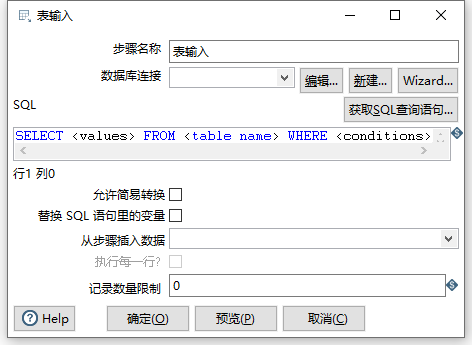 表输入
步骤名称 表输入
数据库连接 编辑... 新建... Wizard...
SQL 获取SQL查询语句...
SELECT <values> FROM <table name> WHERE <conditions>
行1 列0
允许简易转换
替换 SQL 语句里的变量
从步骤插入数据
执行每一行?
记录数量限制 0
Help 确定(O) 预览(P) 取消(C)